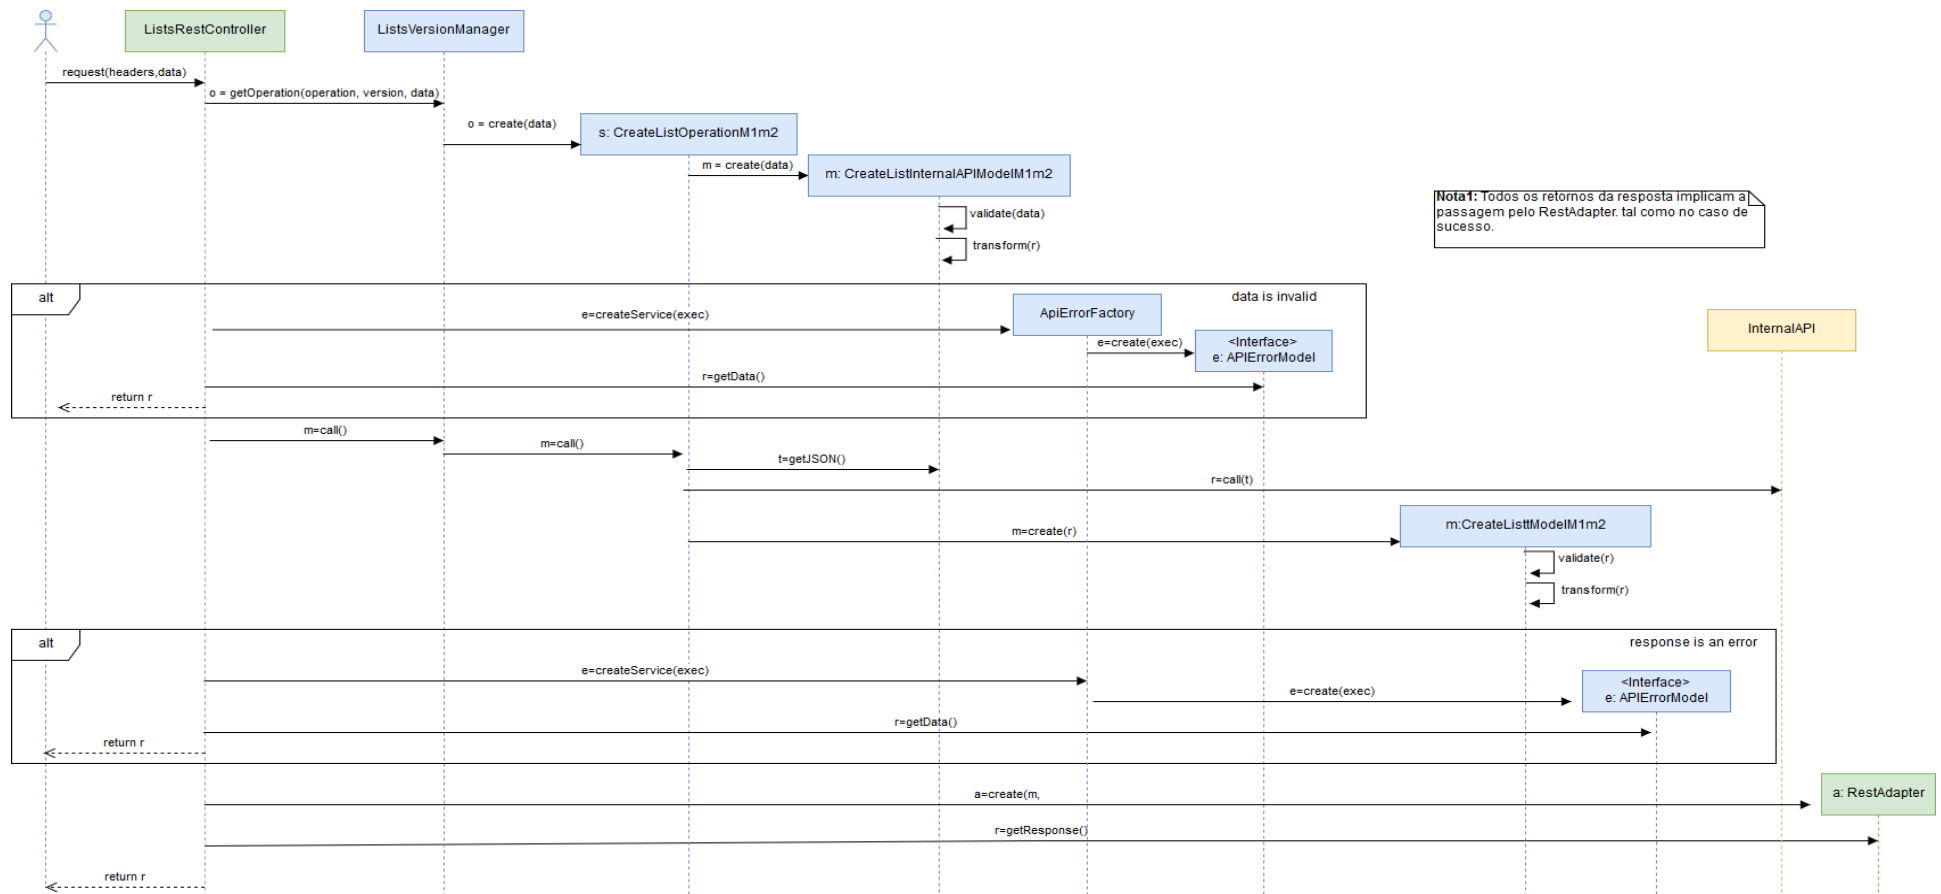 ListsRestController
ListsVersionManager
request(headers,data)
o = getOperation(operation, version, data)
o = create(data)
s: CreateListOperationM1m2
m = create(data)
m: CreateListInternalAPIModelM1m2
validate(data)
transform(r)
Nota1: Todos os retornos da resposta implicam a
passagem pelo RestAdapter. tal como no caso de
sucesso.
alt
data is invalid
e=createService(exec)
ApiErrorFactory
InternalAPI
e=create(exec)
<Interface>
e: APIErrorModel
r=getData()
return r
m=call()
m=call()
t=getJSON()
r=call(t)
m=create(r)
m:CreateListtModelM1m2
validate(r)
transform(r)
alt
response is an error
e=createService(exec)
e=create(exec)
<Interface>
e: APIErrorModel
r=getData()
return r
a=create(m,
a: RestAdapter
r=getResponse()
return r